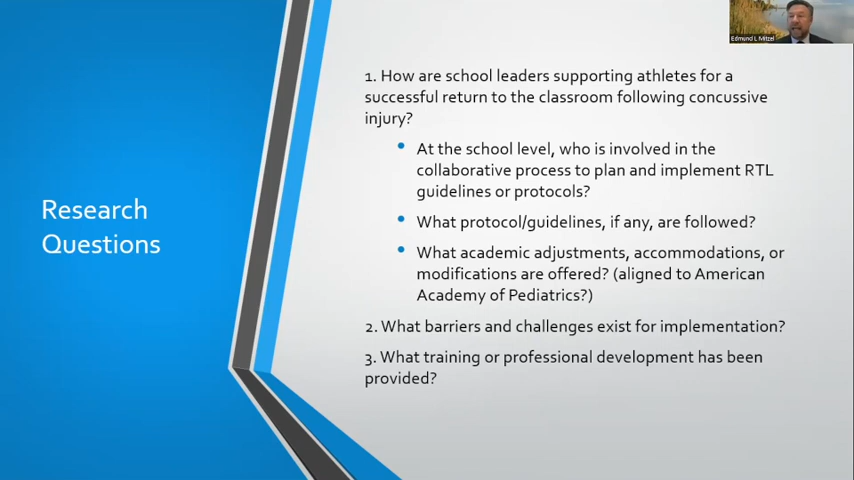 Edmund L Mitzel
Research
Questions
1. How are school leaders supporting athletes for a
successful return to the classroom following concussive
injury?
At the school level, who is involved in the
collaborative process to plan and implement RTL
guidelines or protocols?
What protocol/guidelines, if any, are followed?
What academic adjustments, accommodations, or
modifications are offered? (aligned to American
Academy of Pediatrics?)
2. What barriers and challenges exist for implementation?
3. What training or professional development has been
provided?